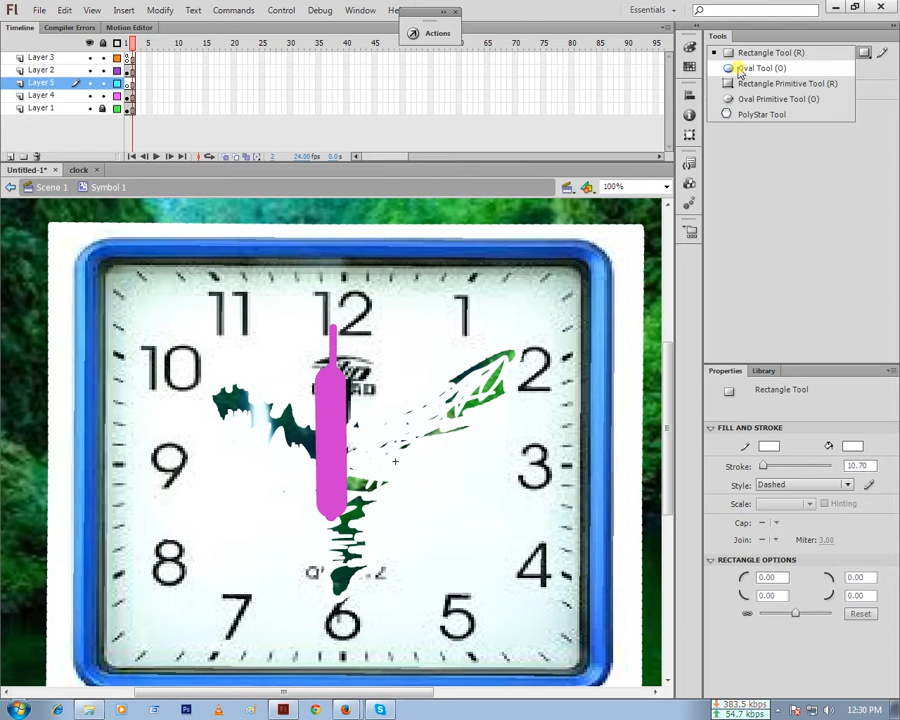 Fl File Edit View Insert Modify Text Commands Control Debug Window Essentials
Actions
Timeline Compiler Errors Motion Editor
1 5 10 15 20 25 30 35 40 45 50 55 60 65 70 75 80 85 90 95
Layer 3
Layer 2
Layer 5
Layer 4
Layer 1
2 24.00 fps 0.0 s
Untitled-1* × clock ×
Scene 1 Symbol 1 100%
Tools
Rectangle Tool (R)
Oval Tool (O)
Rectangle Primitive Tool (R)
Oval Primitive Tool (O)
PolyStar Tool
Properties Library
Rectangle Tool
FILL AND STROKE
Stroke: 10.70
Style: Dashed
Scale: Hinting
Cap:
Join: Miter: 3.00
RECTANGLE OPTIONS
0.00 0.00
0.00 0.00
Reset
11 12 1
10 2
9 3
8 4
7 6 5
383.5 kbps
54.7 kbps
12:30 PM